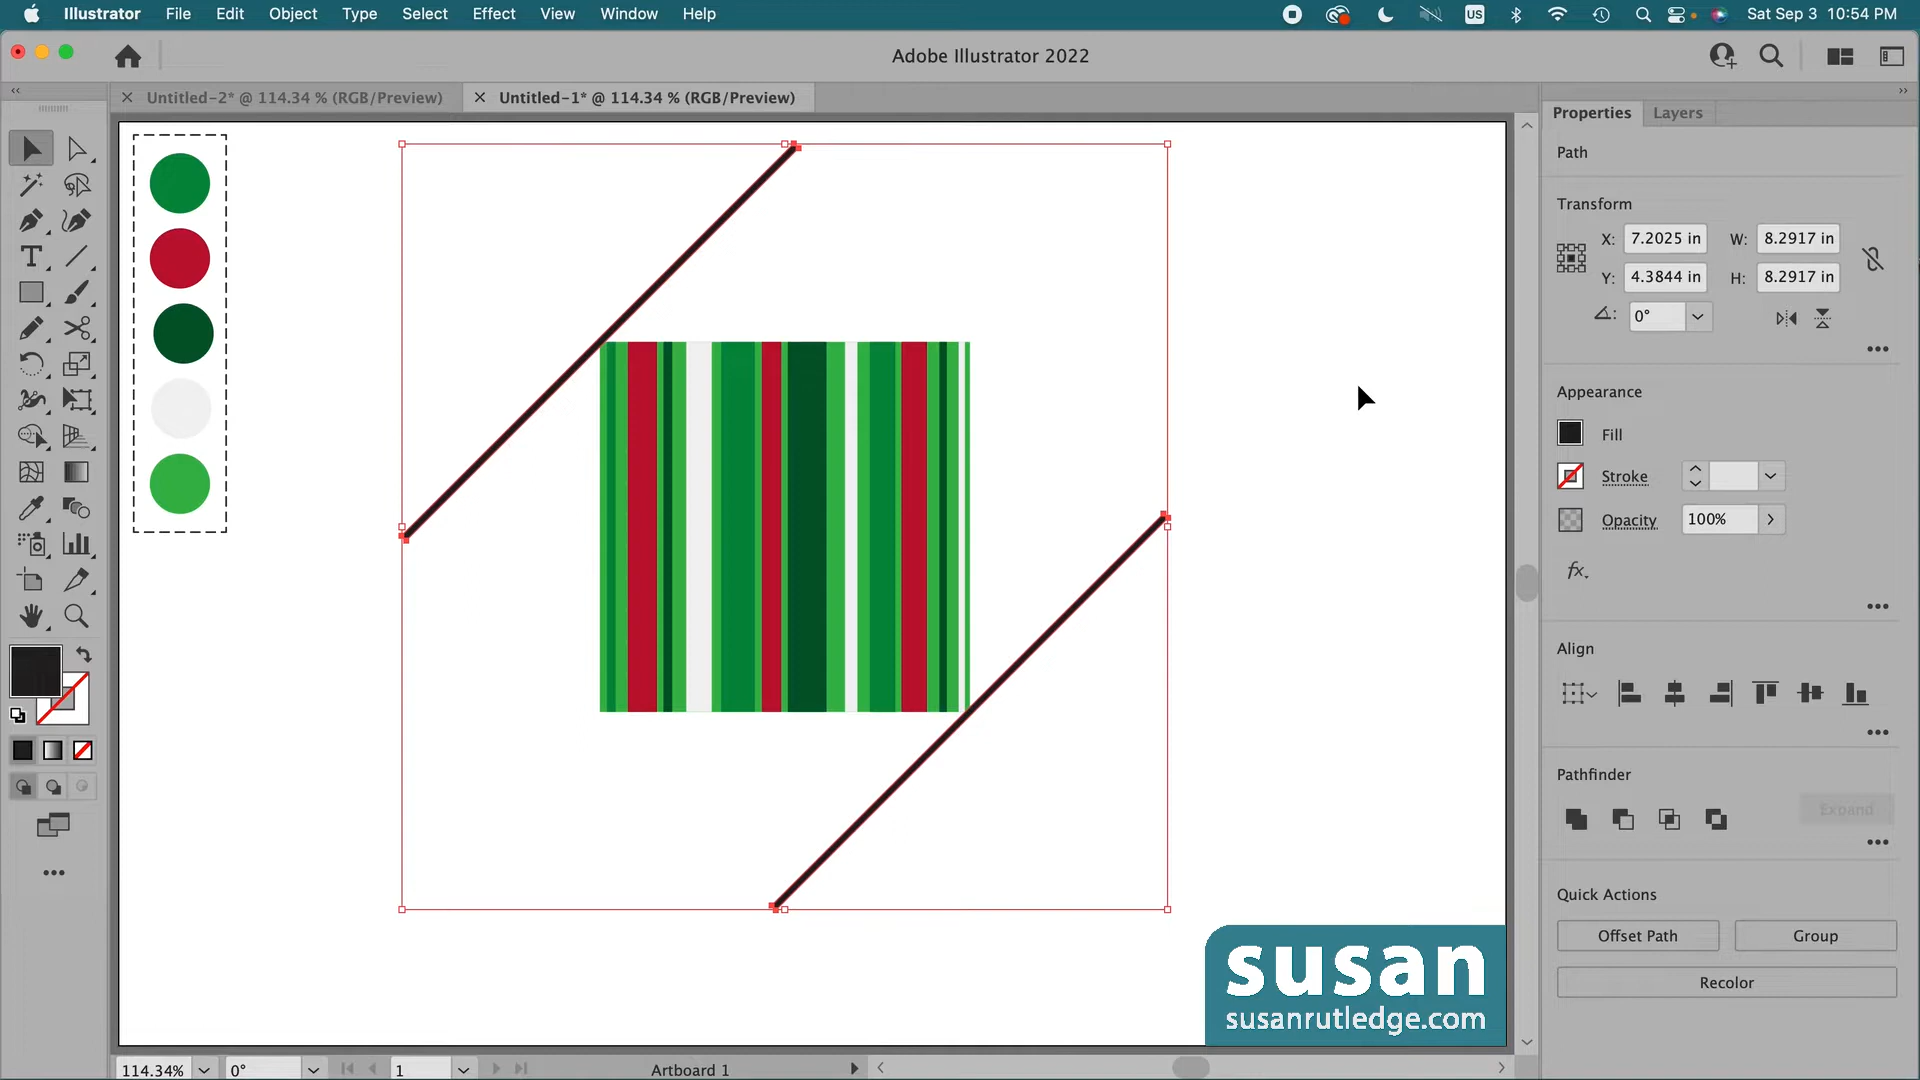 Illustrator File Edit Object Type Select Effect View Window Help US Sat Sep 3 10:54 PM
Adobe Illustrator 2022
Untitled-2* @ 114.34 % (RGB/Preview) Untitled-1* @ 114.34 % (RGB/Preview)
Properties Layers
Path
Transform
X: 7.2025 in W: 8.2917 in
Y: 4.3844 in H: 8.2917 in
0°
Appearance
Fill
Stroke
Opacity 100%
fx
Align
Pathfinder
Expand
Quick Actions
Offset Path Group
Recolor
susan
susanrutledge.com
114.34% 0° 1 Artboard 1